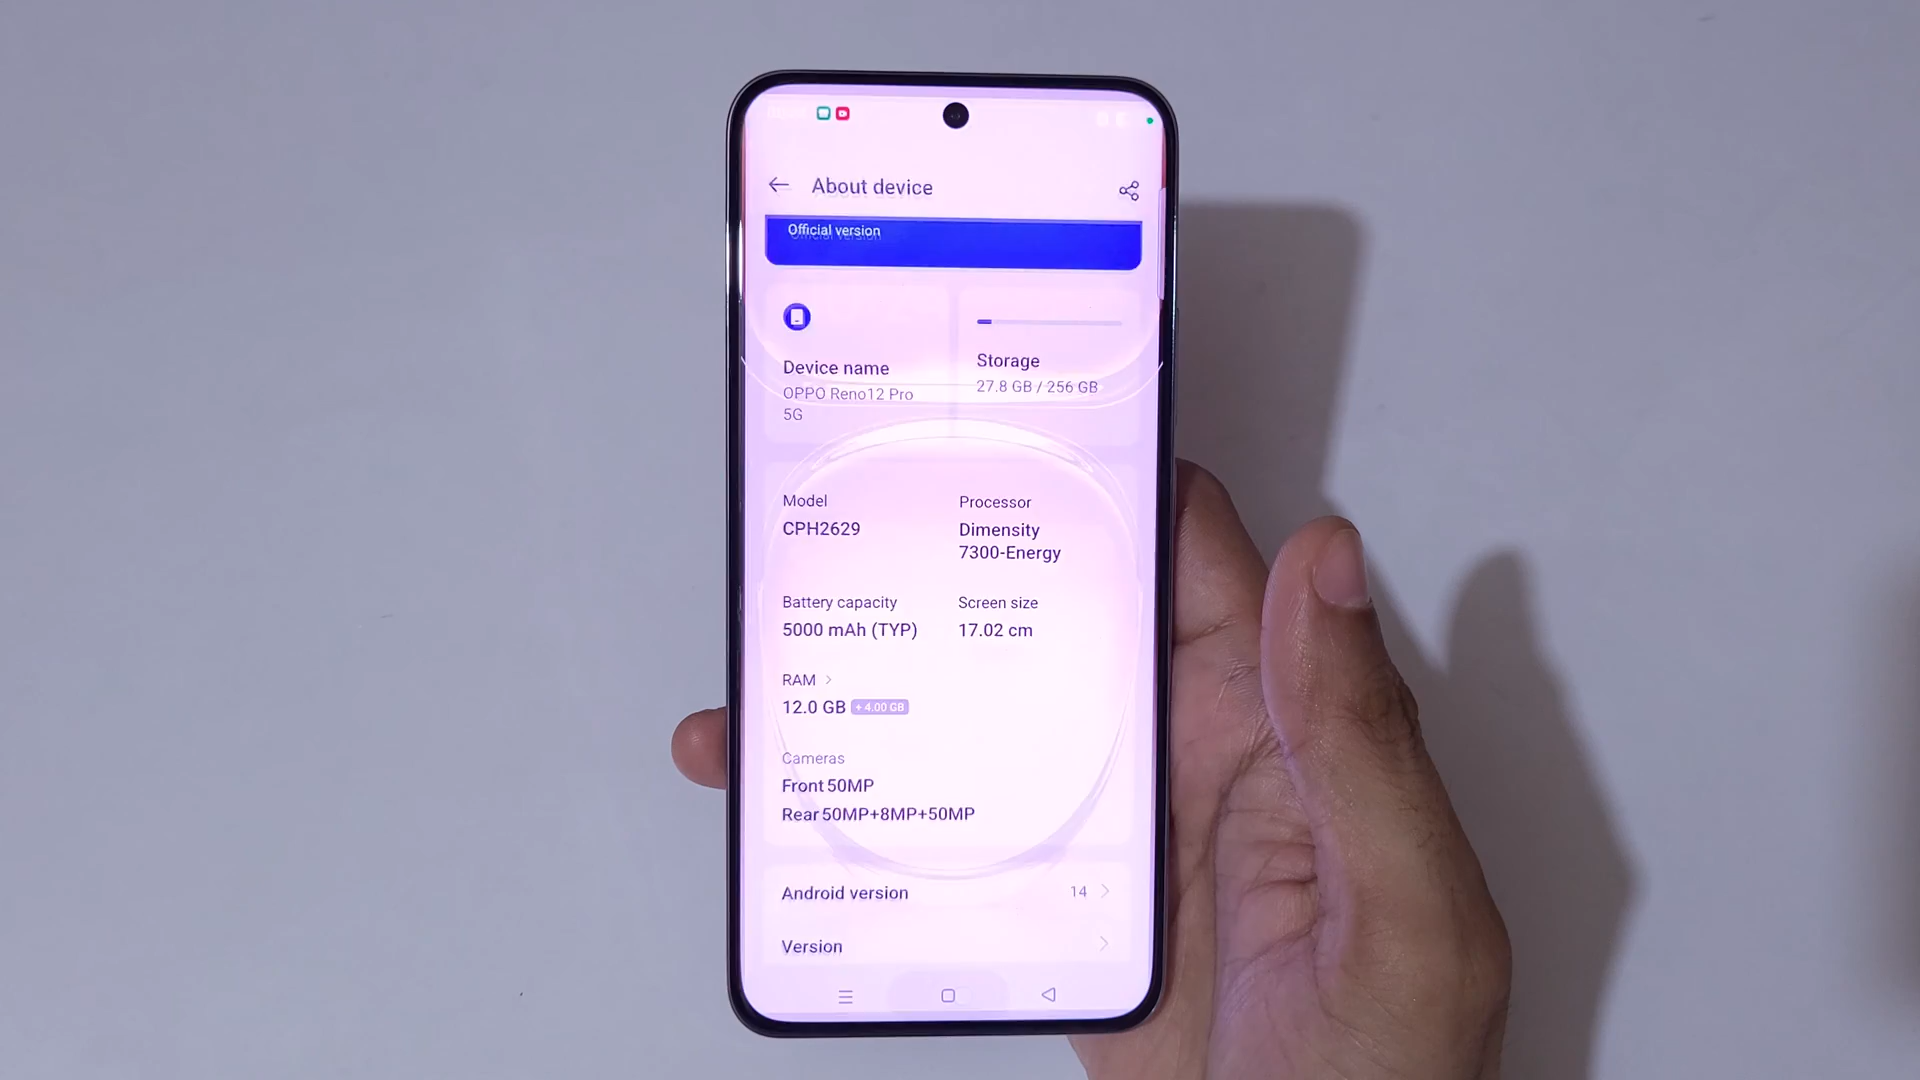 About device
Official version
Device name
OPPO Reno12 Pro
5G
Storage
27.8 GB / 256 GB
Model
CPH2629
Processor
Dimensity
7300-Energy
Battery capacity
5000 mAh (TYP)
Screen size
17.02 cm
RAM
12.0 GB + 4.00 GB
Cameras
Front 50MP
Rear 50MP+8MP+50MP
Android version 14
Version